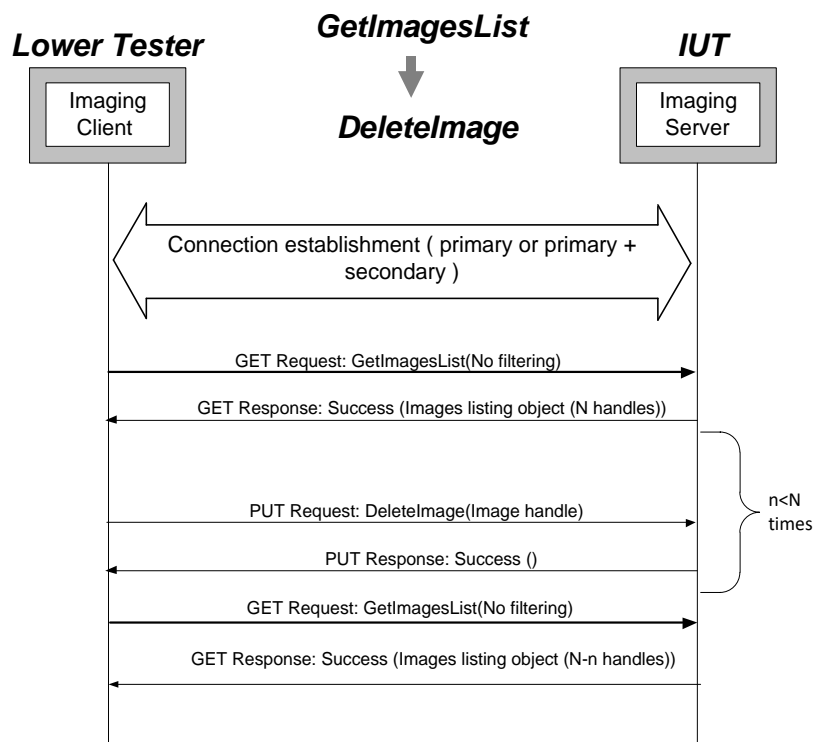 GetImagesList
Lower Tester
IUT
Imaging
Client
Imaging
Server
DeleteImage
Connection establishment ( primary or primary +
secondary )
GET Request: GetImagesList(No filtering)
GET Response: Success (Images listing object (N handles))
n<N
times
PUT Request: DeleteImage(Image handle)
PUT Response: Success ()
GET Request: GetImagesList(No filtering)
GET Response: Success (Images listing object (N-n handles))